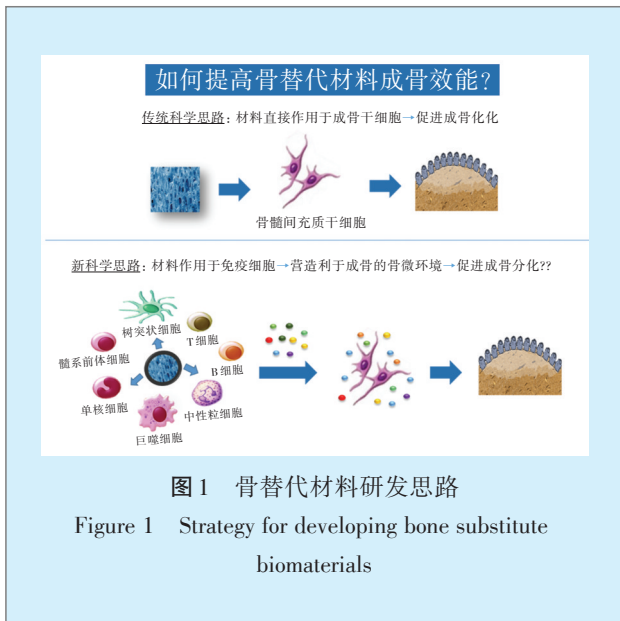 如何提高骨替代材料成骨效能?
传统科学思路：材料直接作用于成骨干细胞→促进成骨化化
骨髓间充质干细胞
新科学思路：材料作用于免疫细胞→营造利于成骨的骨微环境→促进成骨分化??
树突状细胞
T细胞
髓系前体细胞
B细胞
单核细胞
中性粒细胞
巨噬细胞
图1 骨替代材料研发思路
Figure 1 Strategy for developing bone substitute
biomaterials